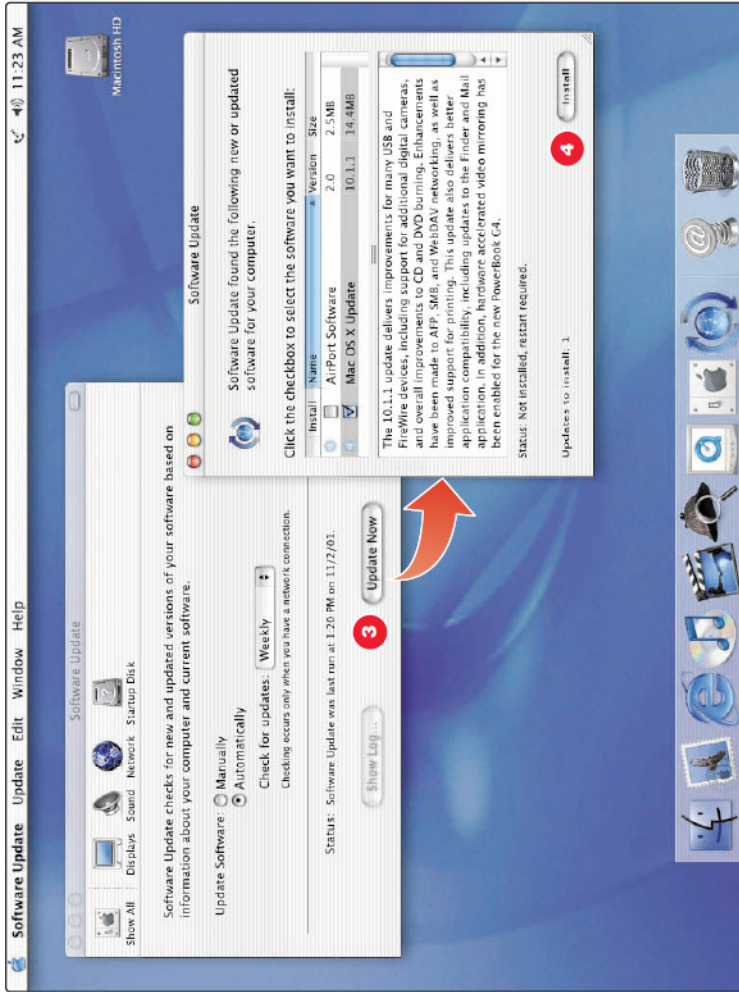 Software Update Update Edit Window Help 11:23 AM
Macintosh HD
Software Update
Show All Displays Sound Network Startup Disk
Software Update checks for new and updated versions of your software based on
information about your computer and current software.
Update Software: Manually
Automatically
Check for updates: Weekly
Checking occurs only when you have a network connection.
Status: Software Update was last run at 1:20 PM on 11/2/01.
Show Log ...
3
Update Now
Software Update
Software Update found the following new or updated
software for your computer.
Click the checkbox to select the software you want to install:
Install Name Version Size
AirPort Software 2.0 2.5MB
Mac OS X Update 10.1.1 14.4MB
The 10.1.1 update delivers improvements for many USB and
FireWire devices, including support for additional digital cameras,
and overall improvements to CD and DVD burning. Enhancements
have been made to AFP, SMB, and WebDAV networking, as well as
improved support for printing. This update also delivers better
application compatibility, including updates to the Finder and Mail
application. In addition, hardware accelerated video mirroring has
been enabled for the new PowerBook G4.
Status: Not installed, restart required.
Updates to install: 1
4
Install